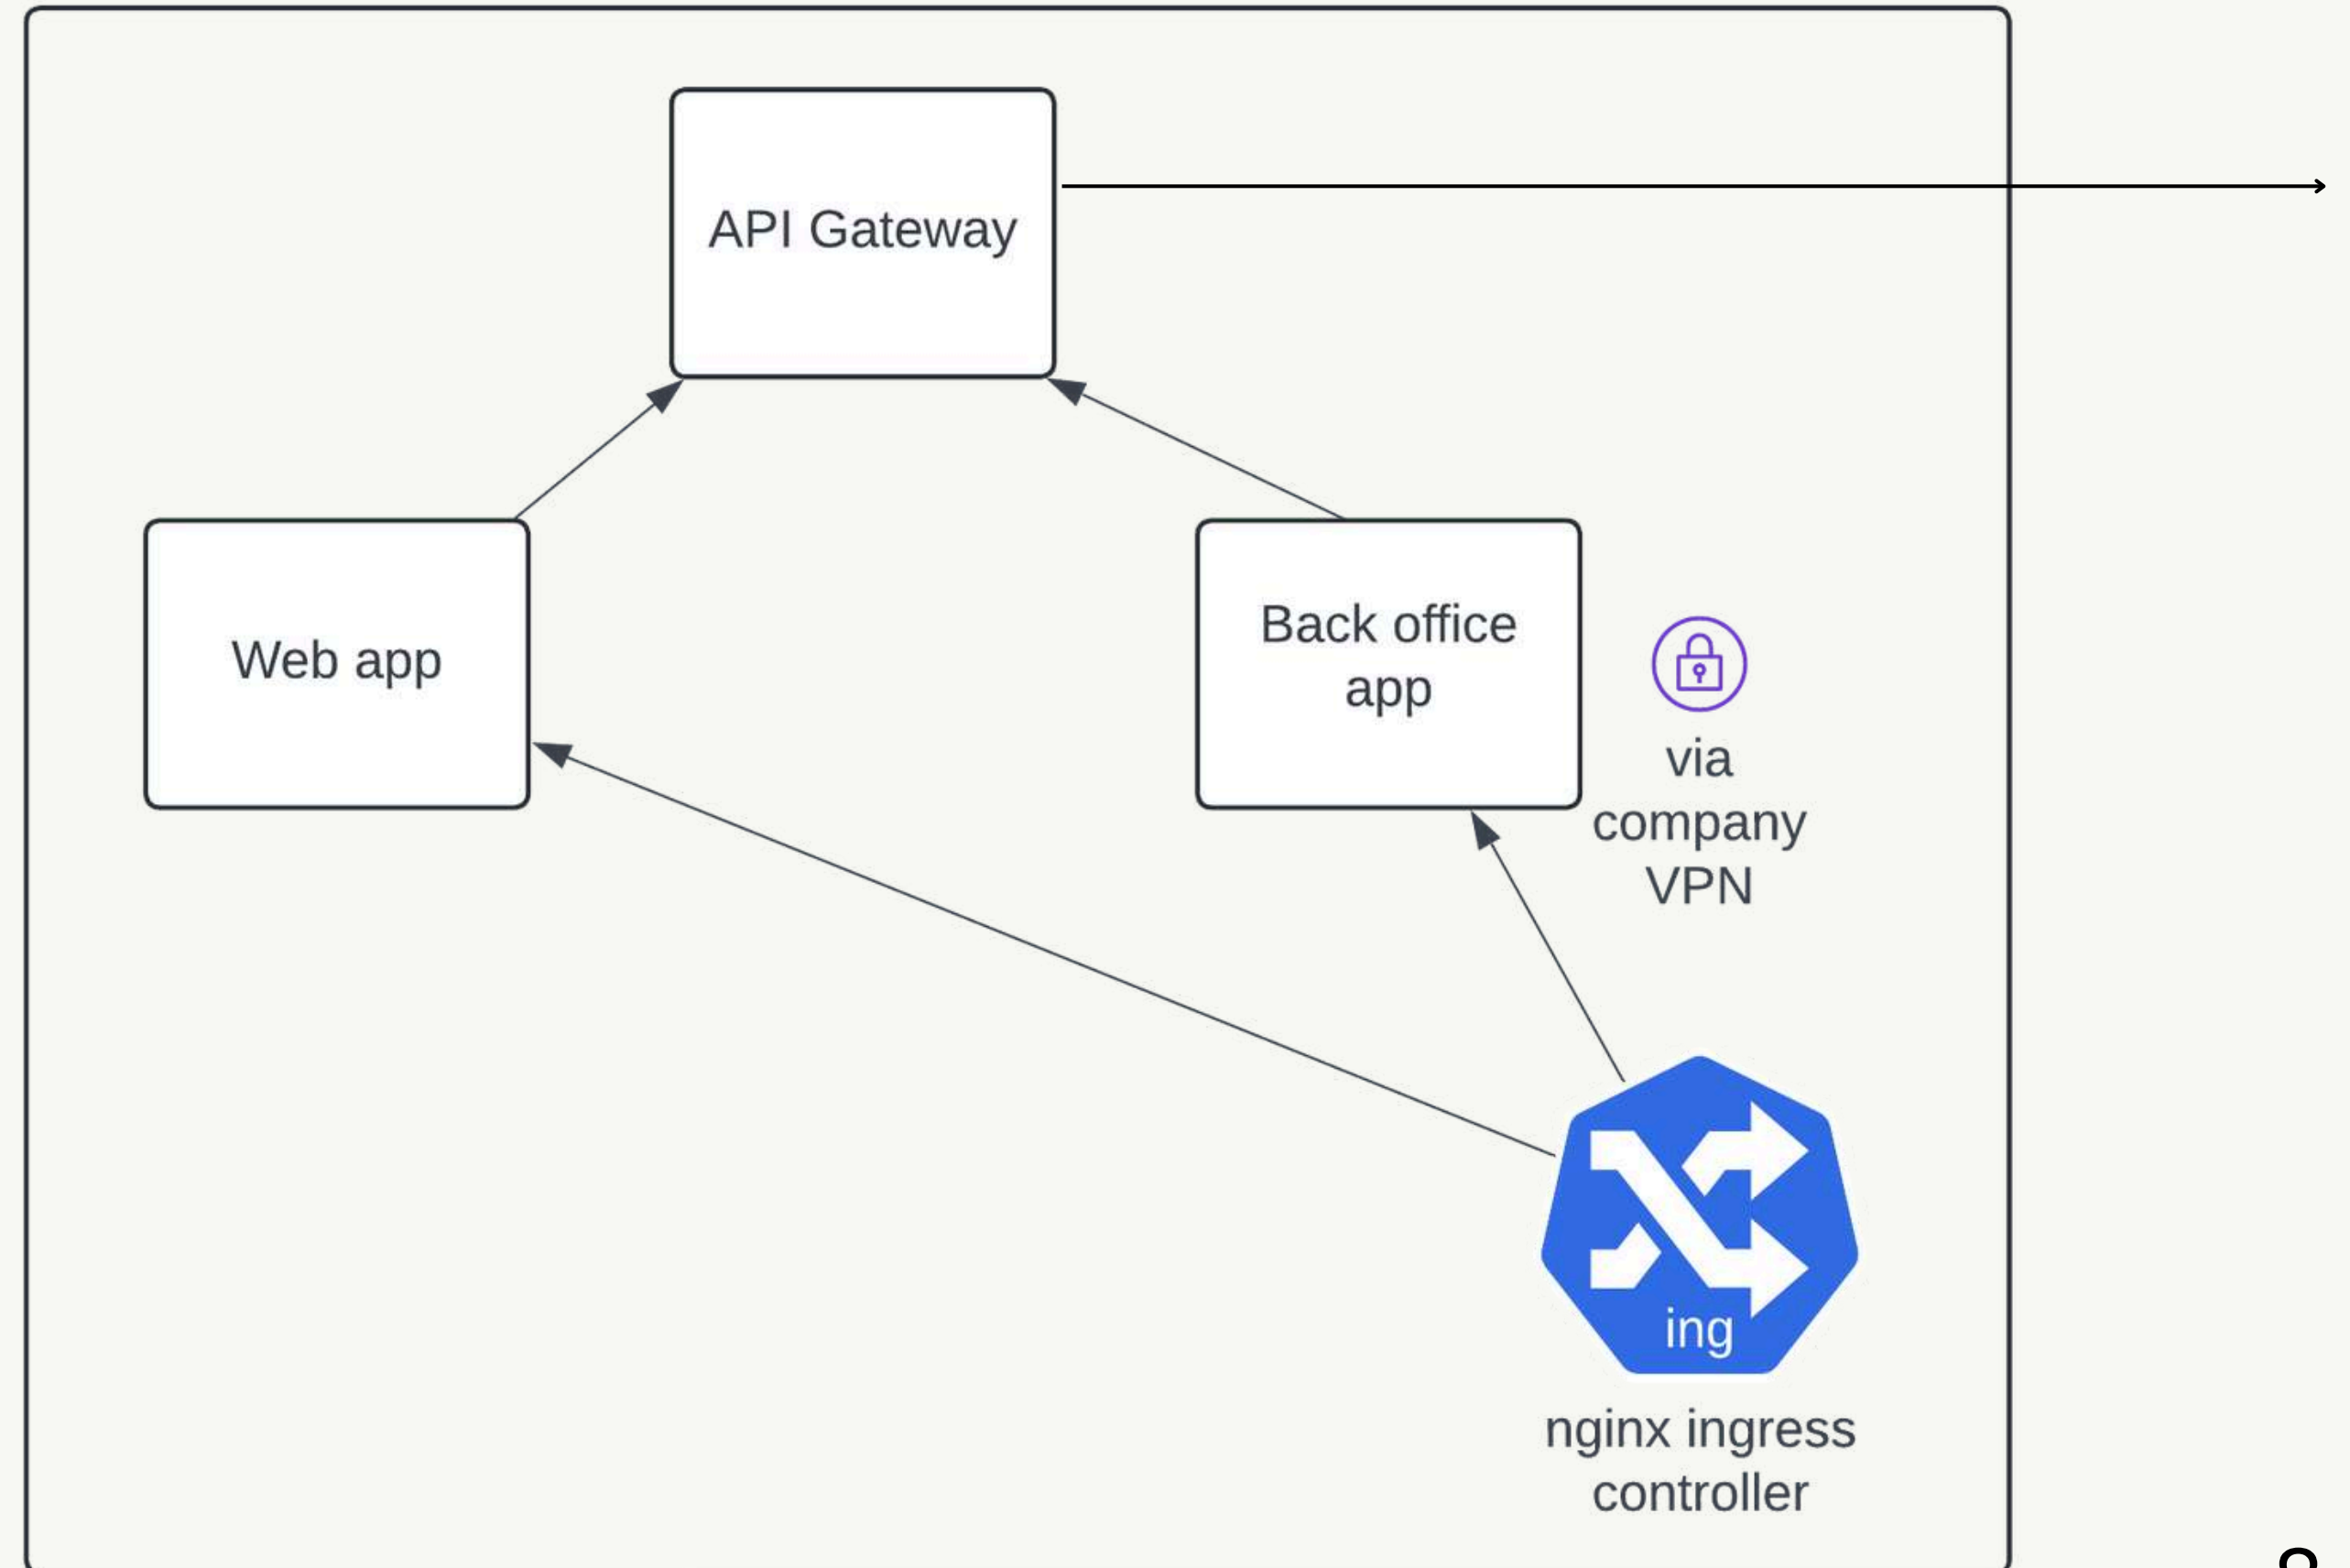 API Gateway
Web app
Back office
app
via
company
VPN
ing
nginx ingress
controller